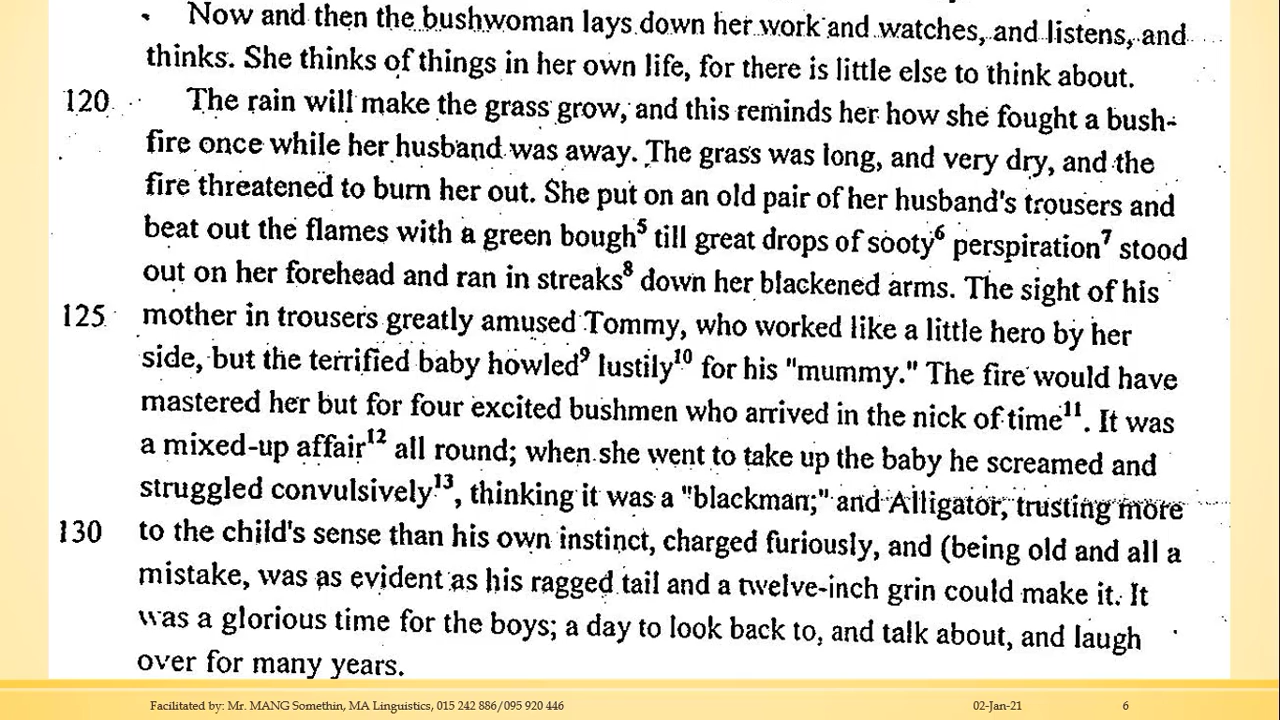 Now and then the bushwoman lays down her work and watches, and listens, and
thinks. She thinks of things in her own life, for there is little else to think about.
120 The rain will make the grass grow, and this reminds her how she fought a bush-
fire once while her husband was away. The grass was long, and very dry, and the
fire threatened to burn her out. She put on an old pair of her husband's trousers and
beat out the flames with a green bough⁵ till great drops of sooty⁶ perspiration⁷ stood
out on her forehead and ran in streaks⁸ down her blackened arms. The sight of his
125 mother in trousers greatly amused Tommy, who worked like a little hero by her
side, but the terrified baby howled⁹ lustily¹⁰ for his "mummy." The fire would have
mastered her but for four excited bushmen who arrived in the nick of time¹¹. It was
a mixed-up affair¹² all round; when she went to take up the baby he screamed and
struggled convulsively¹³, thinking it was a "blackman;" and Alligator, trusting more
130 to the child's sense than his own instinct, charged furiously, and (being old and all a
mistake, was as evident as his ragged tail and a twelve-inch grin could make it. It
was a glorious time for the boys; a day to look back to, and talk about, and laugh
over for many years.
Facilitated by: Mr. MANG Somethin, MA Linguistics, 015 242 886/095 920 446 02-Jan-21 6